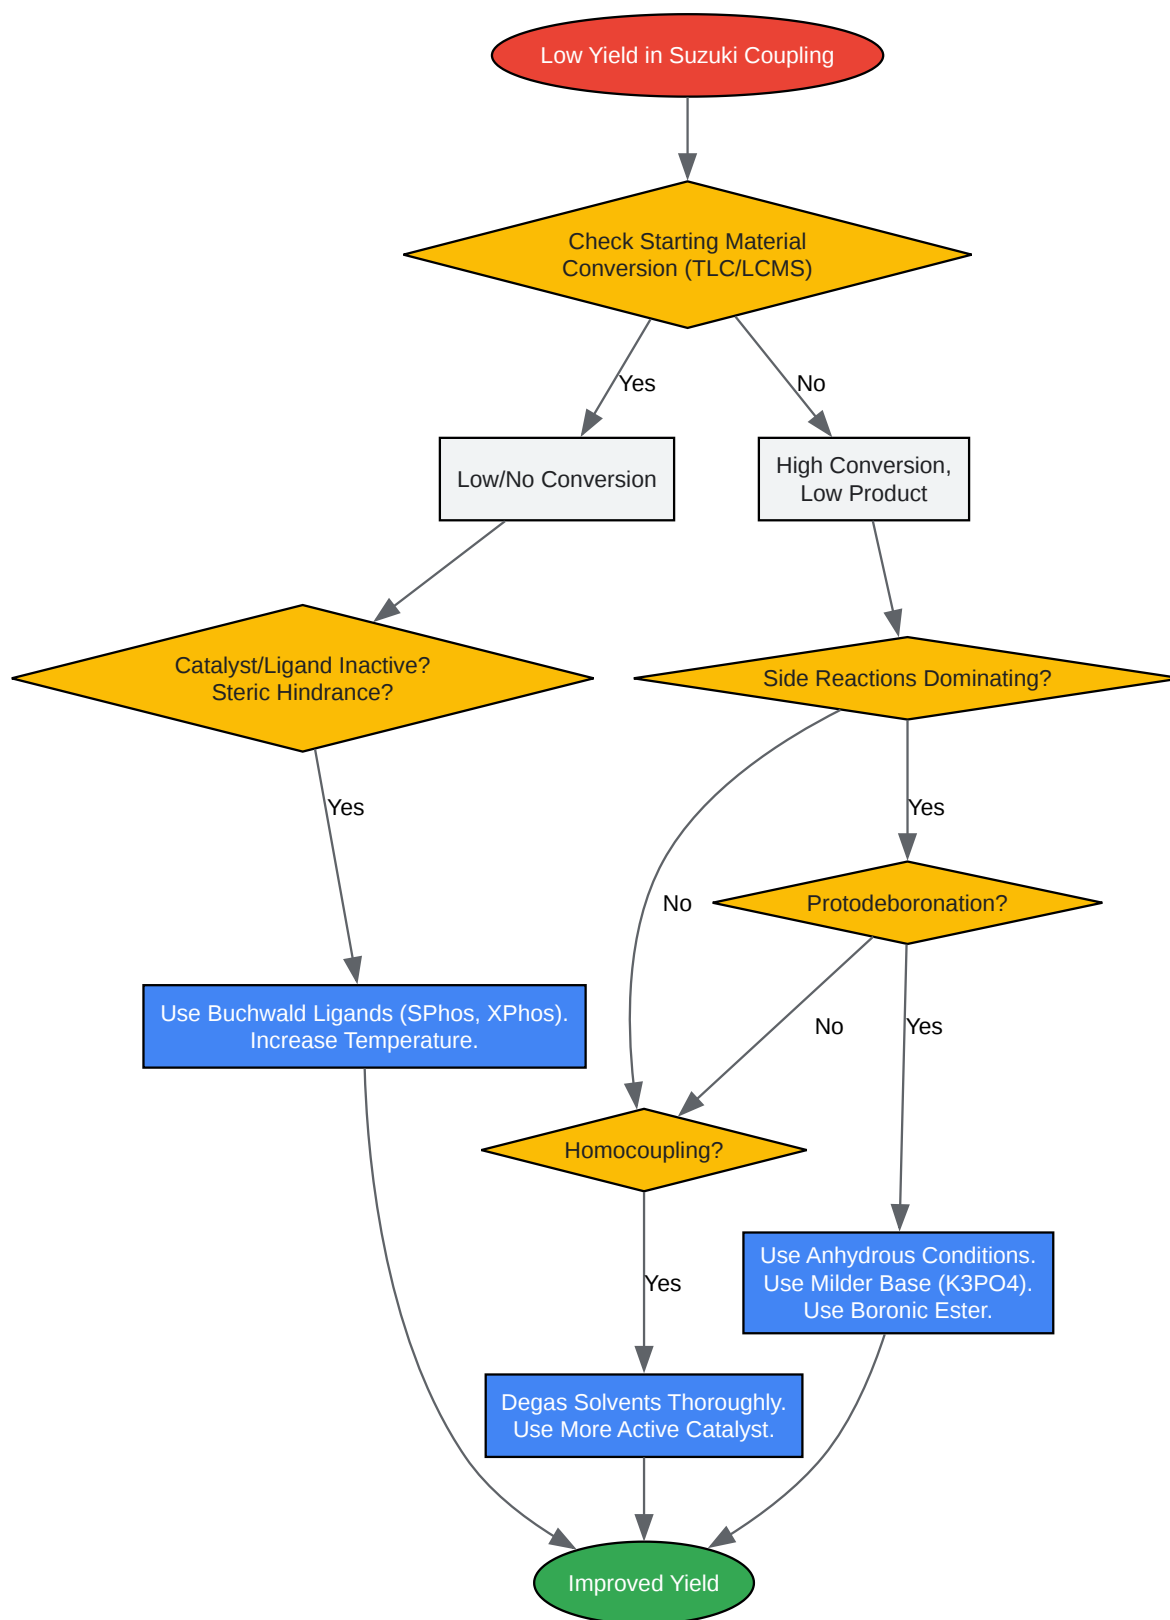 Low Yield in Suzuki Coupling
Check Starting Material
Conversion (TLC/LCMS)
Yes
No
Low/No Conversion
High Conversion,
Low Product
Catalyst/Ligand Inactive?
Steric Hindrance?
Side Reactions Dominating?
Yes
Yes
No
Protodeboronation?
Use Buchwald Ligands (SPhos, XPhos).
Increase Temperature.
No
Yes
Homocoupling?
Use Anhydrous Conditions.
Use Milder Base (K3PO4).
Use Boronic Ester.
Yes
Degas Solvents Thoroughly.
Use More Active Catalyst.
Improved Yield